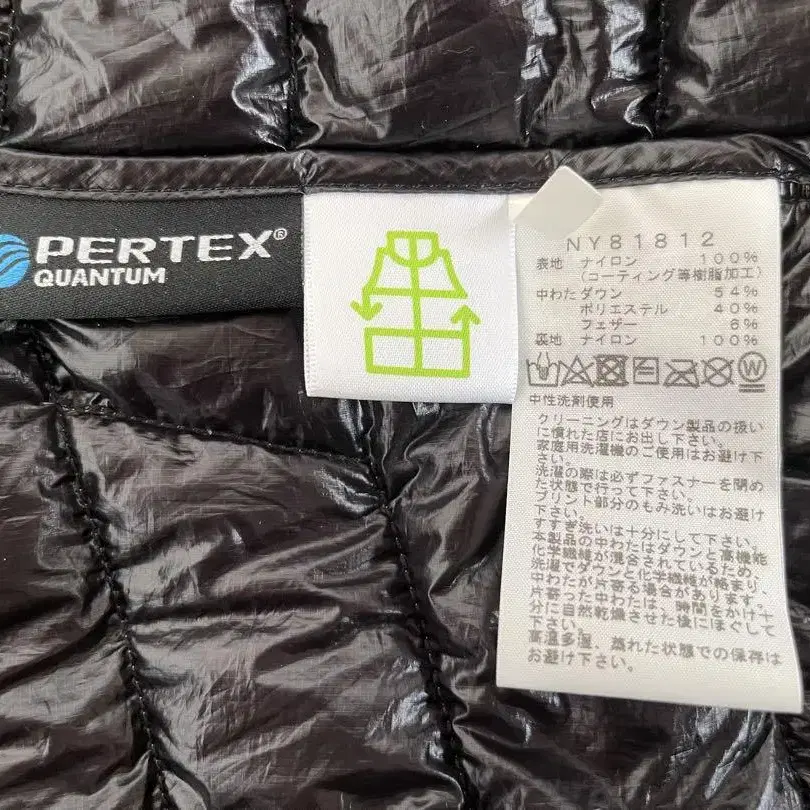 PERTEX®
QUANTUM
NY81812
表地 ナイロン 100%
(コーティング等樹脂加工)
中わた ダウン 54%
ポリエステル 40%
フェザー 6%
裏地 ナイロン 100%
W
中性洗剤使用
クリーニングはダウン製品の扱い
に慣れた店にお出し下さい。
家庭用洗濯機のご使用はお避け下
さい。
洗濯の際は必ずファスナーを閉め
た状態で行って下さい。
プリント部分のもみ洗いはお避け
下さい。
すすぎ洗いは十分にして下さい。
本製品の中わたはダウンと高機能
化学繊維が混合されているため、
洗濯でダウンと化学繊維が絡まり、
中わたが片寄る場合があります。
片寄った中わたは、時間をかけ十
分に自然乾燥させた後にほぐして
下さい。
高温多湿、蒸れた状態での保存は
お避け下さい。